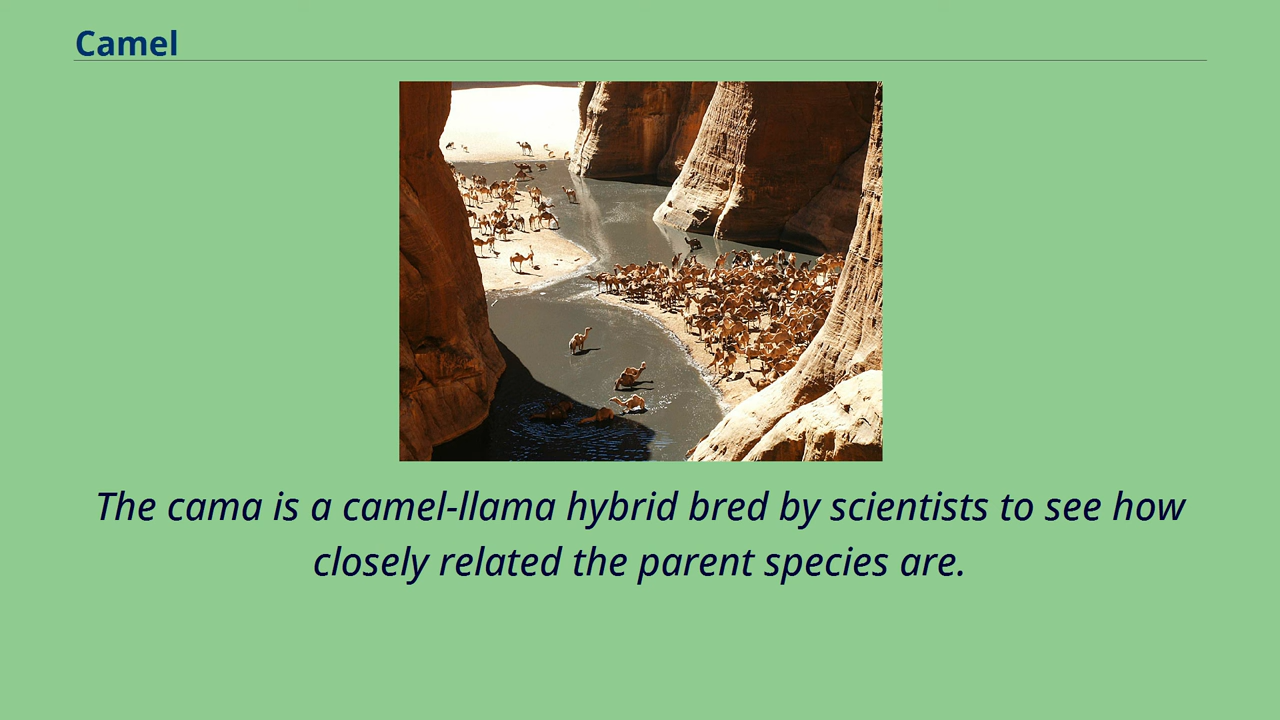 Camel
The cama is a camel-llama hybrid bred by scientists to see how
closely related the parent species are.